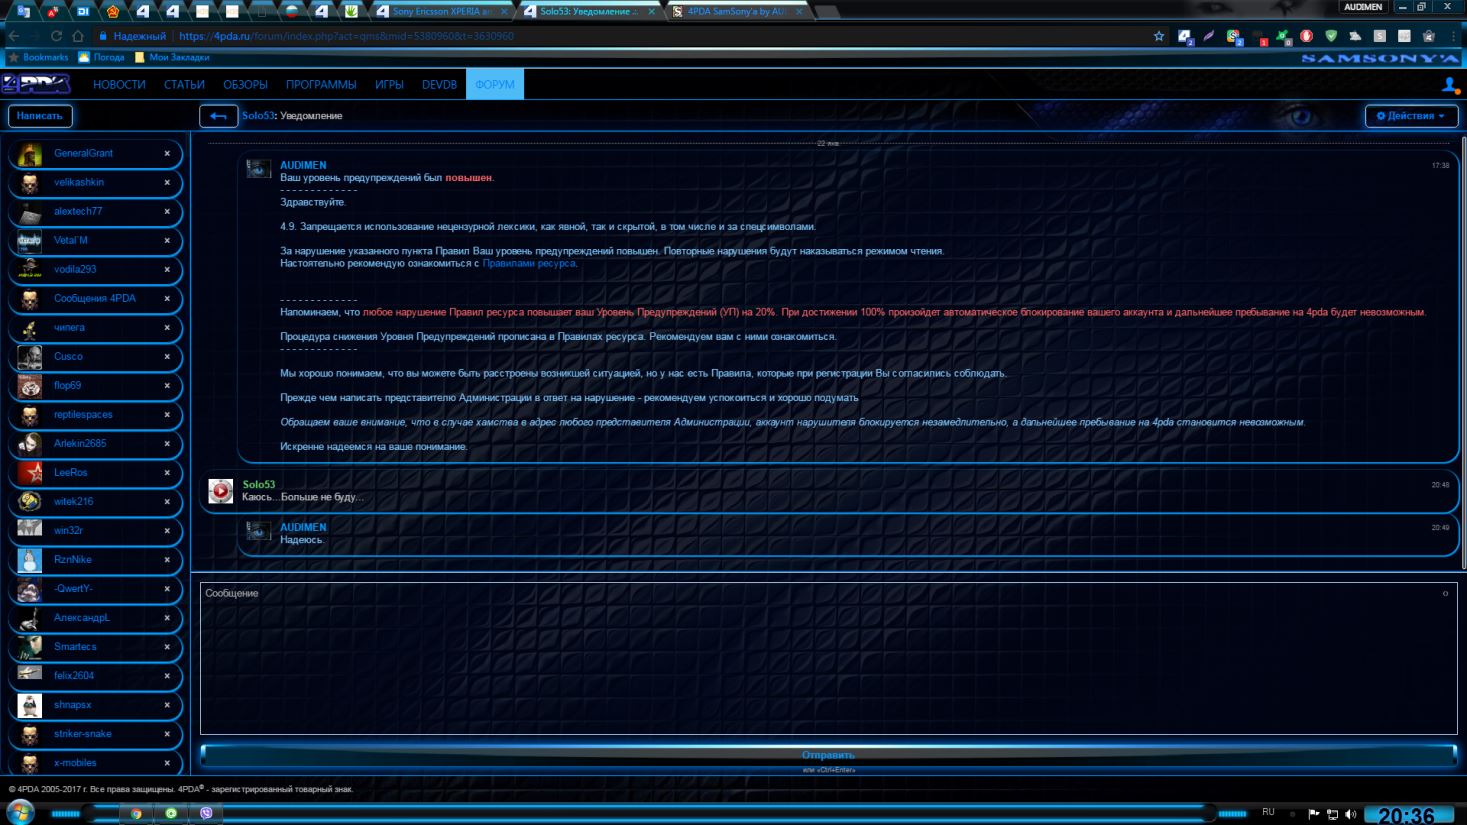 Sony Ericsson XPERIA ar
Solo53: Уведомление ...
4PDA SamSony'a by AU
AUDIMEN
Надежный
https://4pda.ru/forum/index.php?act=qms&mid=5380960&t=3630960
Bookmarks
Погода
Мои Закладки
SAMSONY'A
4PDA
НОВОСТИ
СТАТЬИ
ОБЗОРЫ
ПРОГРАММЫ
ИГРЫ
DEVDB
ФОРУМ
Написать
Solo53: Уведомление
Действия
GeneralGrant
velikashkin
alextech77
Vetal`M
vodila293
Сообщения 4PDA
чипега
Cusco
flop69
reptilespaces
Arlekin2685
LeeRos
witek216
win32r
RznNike
-QwertY-
АлександрL
Smartecs
felix2604
shnapsx
striker-snake
x-mobiles
22 янв
AUDIMEN
17:38
Ваш уровень предупреждений был повышен.
- - - - - - - - - - - - -
Здравствуйте.
4.9. Запрещается использование нецензурной лексики, как явной, так и скрытой, в том числе и за спецсимволами.
За нарушение указанного пункта Правил Ваш уровень предупреждений повышен. Повторные нарушения будут наказываться режимом чтения.
Настоятельно рекомендую ознакомиться с Правилами ресурса.
- - - - - - - - - - - - -
Напоминаем, что любое нарушение Правил ресурса повышает ваш Уровень Предупреждений (УП) на 20%. При достижении 100% произойдет автоматическое блокирование вашего аккаунта и дальнейшее пребывание на 4pda будет невозможным.
Процедура снижения Уровня Предупреждений прописана в Правилах ресурса. Рекомендуем вам с ними ознакомиться.
- - - - - - - - - - - - -
Мы хорошо понимаем, что вы можете быть расстроены возникшей ситуацией, но у нас есть Правила, которые при регистрации Вы согласились соблюдать.
Прежде чем написать представителю Администрации в ответ на нарушение - рекомендуем успокоиться и хорошо подумать
Обращаем ваше внимание, что в случае хамства в адрес любого представителя Администрации, аккаунт нарушителя блокируется незамедлительно, а дальнейшее пребывание на 4pda становится невозможным.
Искренне надеемся на ваше понимание.
Solo53
20:48
Каюсь...Больше не буду...
AUDIMEN
20:49
Надеюсь.
Сообщение
Отправить
или «Ctrl+Enter»
© 4PDA 2005-2017 г. Все права защищены. 4PDA® - зарегистрированный товарный знак.
RU
20:36